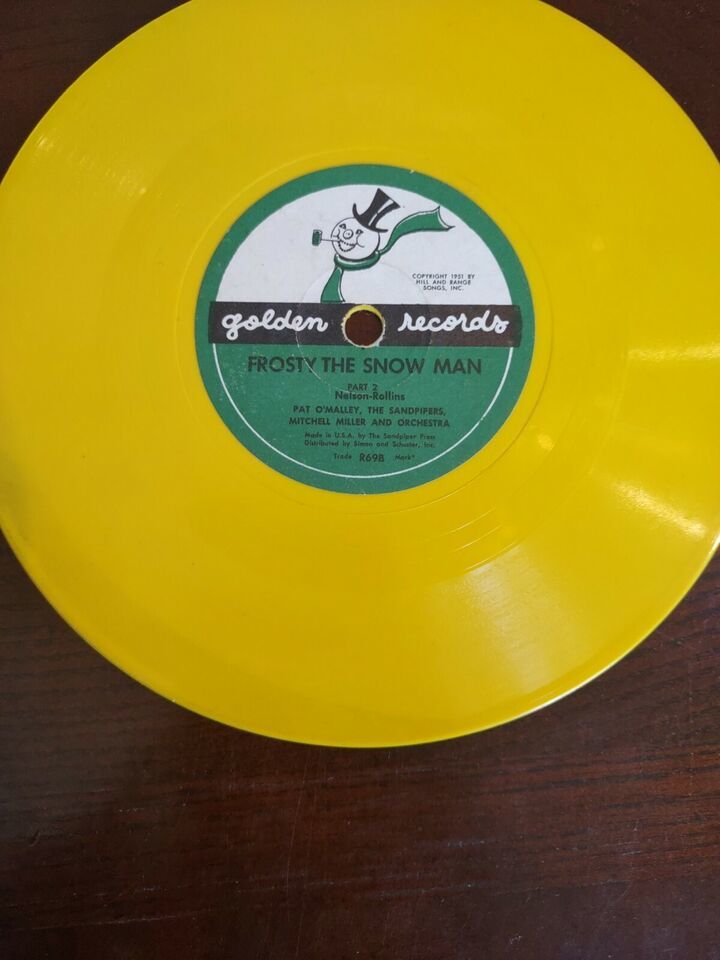 COPYRIGHT 1951 BY
HILL AND RANGE
SONGS, INC.
golden records
FROSTY THE SNOW MAN
PART 2
Nelson-Rollins
PAT O'MALLEY, THE SANDPIPERS,
MITCHELL MILLER AND ORCHESTRA
Made in U.S.A. by The Sandpiper Press
Distributed by Simon and Schuster, Inc.
Trade R69B Mark*